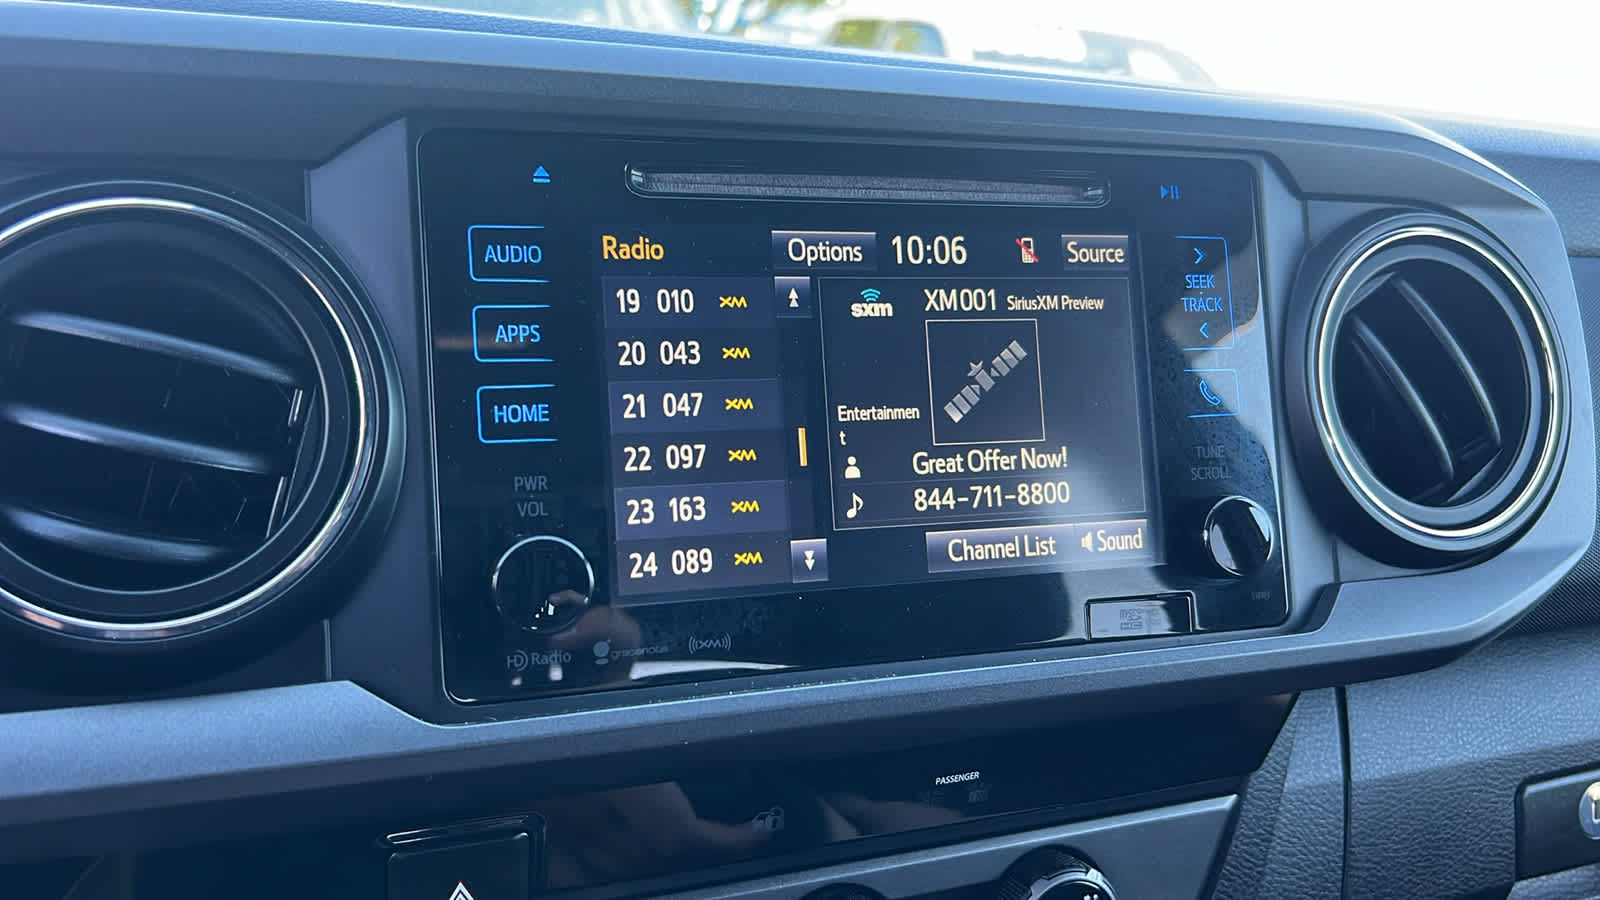 AUDIO
APPS
HOME
PWR
VOL
Radio
Options
10:06
Source
19 010 XM
20 043 XM
21 047 XM
22 097 XM
23 163 XM
24 089 XM
sxm
XM001 SiriusXM Preview
Entertainmen
t
Great Offer Now!
844-711-8800
Channel List
Sound
SEEK
TRACK
TUNE
SCROLL
HD Radio
gracenote
((XM))
micro
PASSENGER